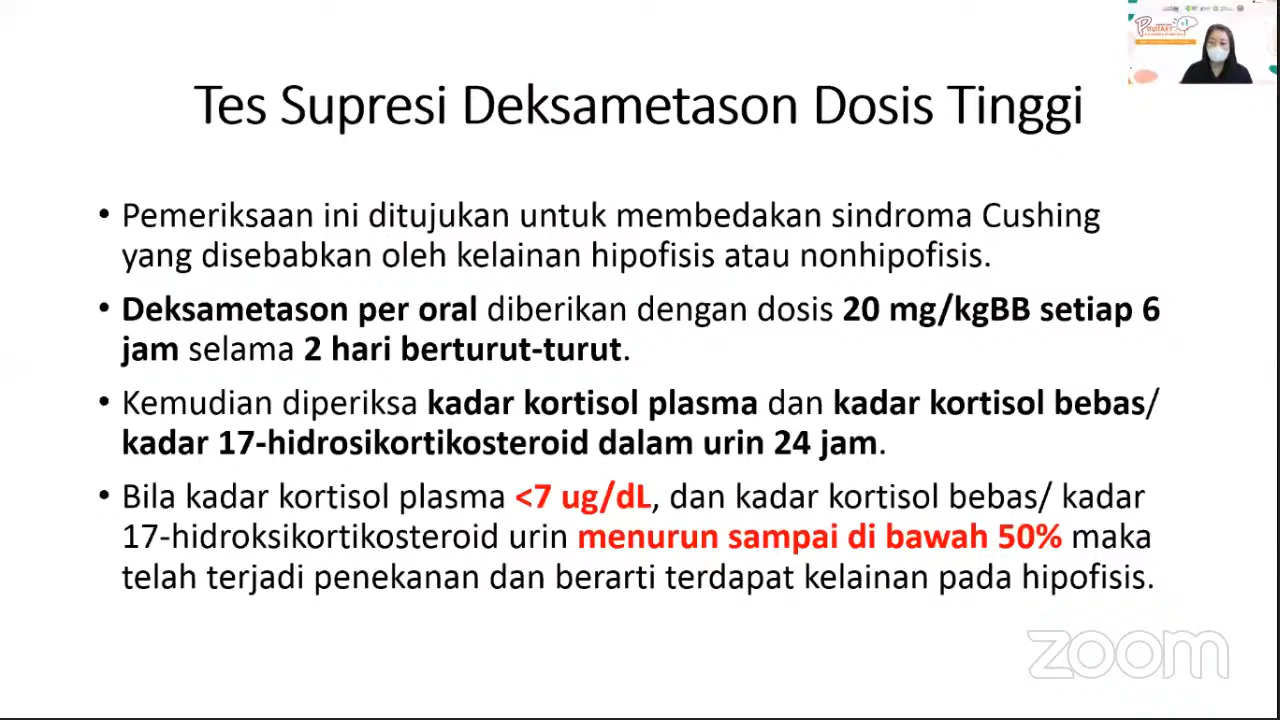 Tes Supresi Deksametason Dosis Tinggi
• Pemeriksaan ini ditujukan untuk membedakan sindroma Cushing
yang disebabkan oleh kelainan hipofisis atau nonhipofisis.
• Deksametason per oral diberikan dengan dosis 20 mg/kgBB setiap 6
jam selama 2 hari berturut-turut.
• Kemudian diperiksa kadar kortisol plasma dan kadar kortisol bebas/
kadar 17-hidrosikortikosteroid dalam urin 24 jam.
• Bila kadar kortisol plasma <7 ug/dL, dan kadar kortisol bebas/ kadar
17-hidroksikortikosteroid urin menurun sampai di bawah 50% maka
telah terjadi penekanan dan berarti terdapat kelainan pada hipofisis.
zoom